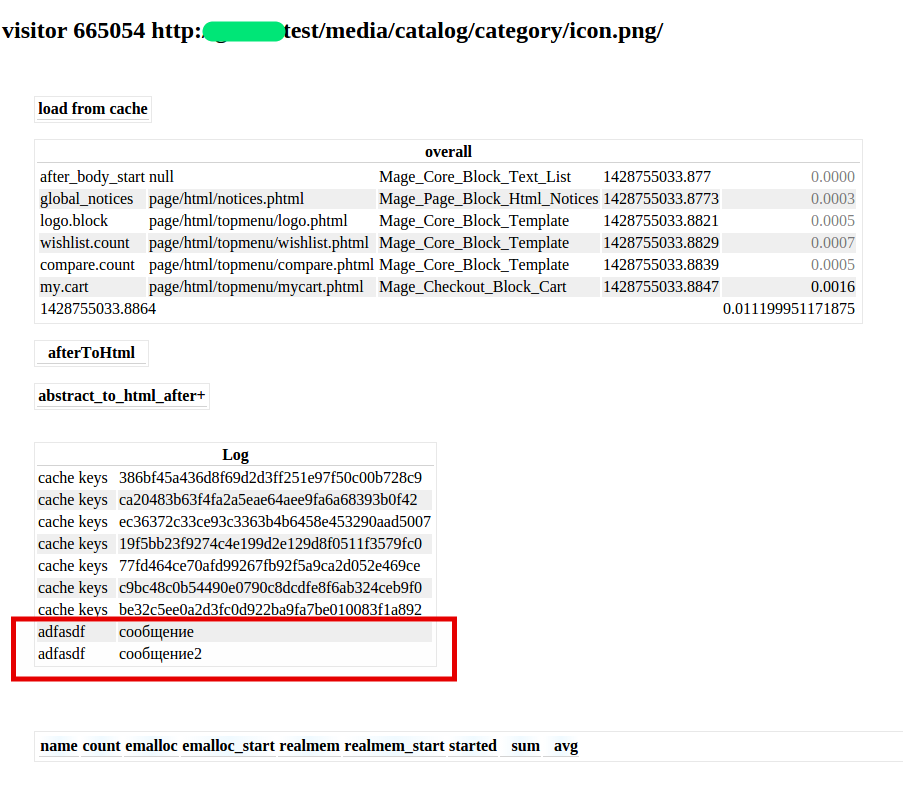 visitor 665054 http:/ test/media/catalog/category/icon.png/
load from cache
overall
after_body_start null Mage_Core_Block_Text_List 1428755033.877 0.0000
global_notices page/html/notices.phtml Mage_Page_Block_Html_Notices 1428755033.8773 0.0003
logo.block page/html/topmenu/logo.phtml Mage_Core_Block_Template 1428755033.8821 0.0005
wishlist.count page/html/topmenu/wishlist.phtml Mage_Core_Block_Template 1428755033.8829 0.0007
compare.count page/html/topmenu/compare.phtml Mage_Core_Block_Template 1428755033.8839 0.0005
my.cart page/html/topmenu/mycart.phtml Mage_Checkout_Block_Cart 1428755033.8847 0.0016
1428755033.8864 0.011199951171875
afterToHtml
abstract_to_html_after+
Log
cache keys 386bf45a436d8f69d2d3ff251e97f50c00b728c9
cache keys ca20483b63f4fa2a5eae64aee9fa6a68393b0f42
cache keys ec36372c33ce93c3363b4b6458e453290aad5007
cache keys 19f5bb23f9274c4e199d2e129d8f0511f3579fc0
cache keys 77fd464ce70afd99267fb92f5a9ca2d052e469ce
cache keys c9bc48c0b54490e0790c8dcdfe8f6ab324ceb9f0
cache keys be32c5ee0a2d3fc0d922ba9fa7be010083f1a892
adfasdf сообщение
adfasdf сообщение2
name count emalloc emalloc_start realmem realmem_start started sum avg